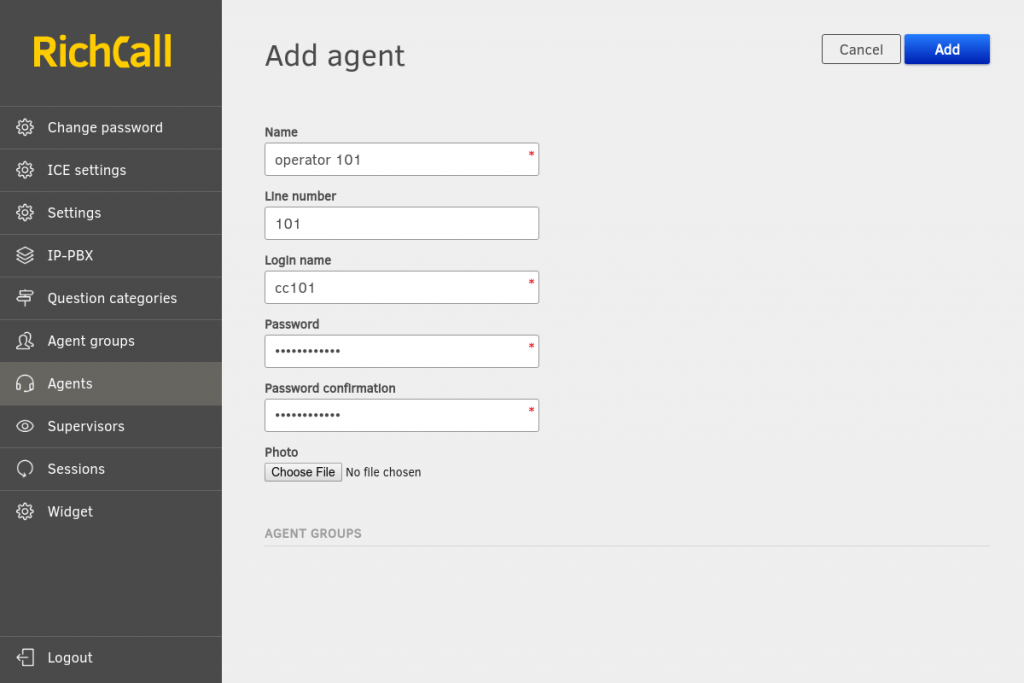 RichCall
Change password
ICE settings
Settings
IP-PBX
Question categories
Agent groups
Agents
Supervisors
Sessions
Widget
Logout
Add agent
Cancel
Add
Name
operator 101 *
Line number
101
Login name
cc101 *
Password
•••••••••••• *
Password confirmation
•••••••••••• *
Photo
Choose File No file chosen
AGENT GROUPS